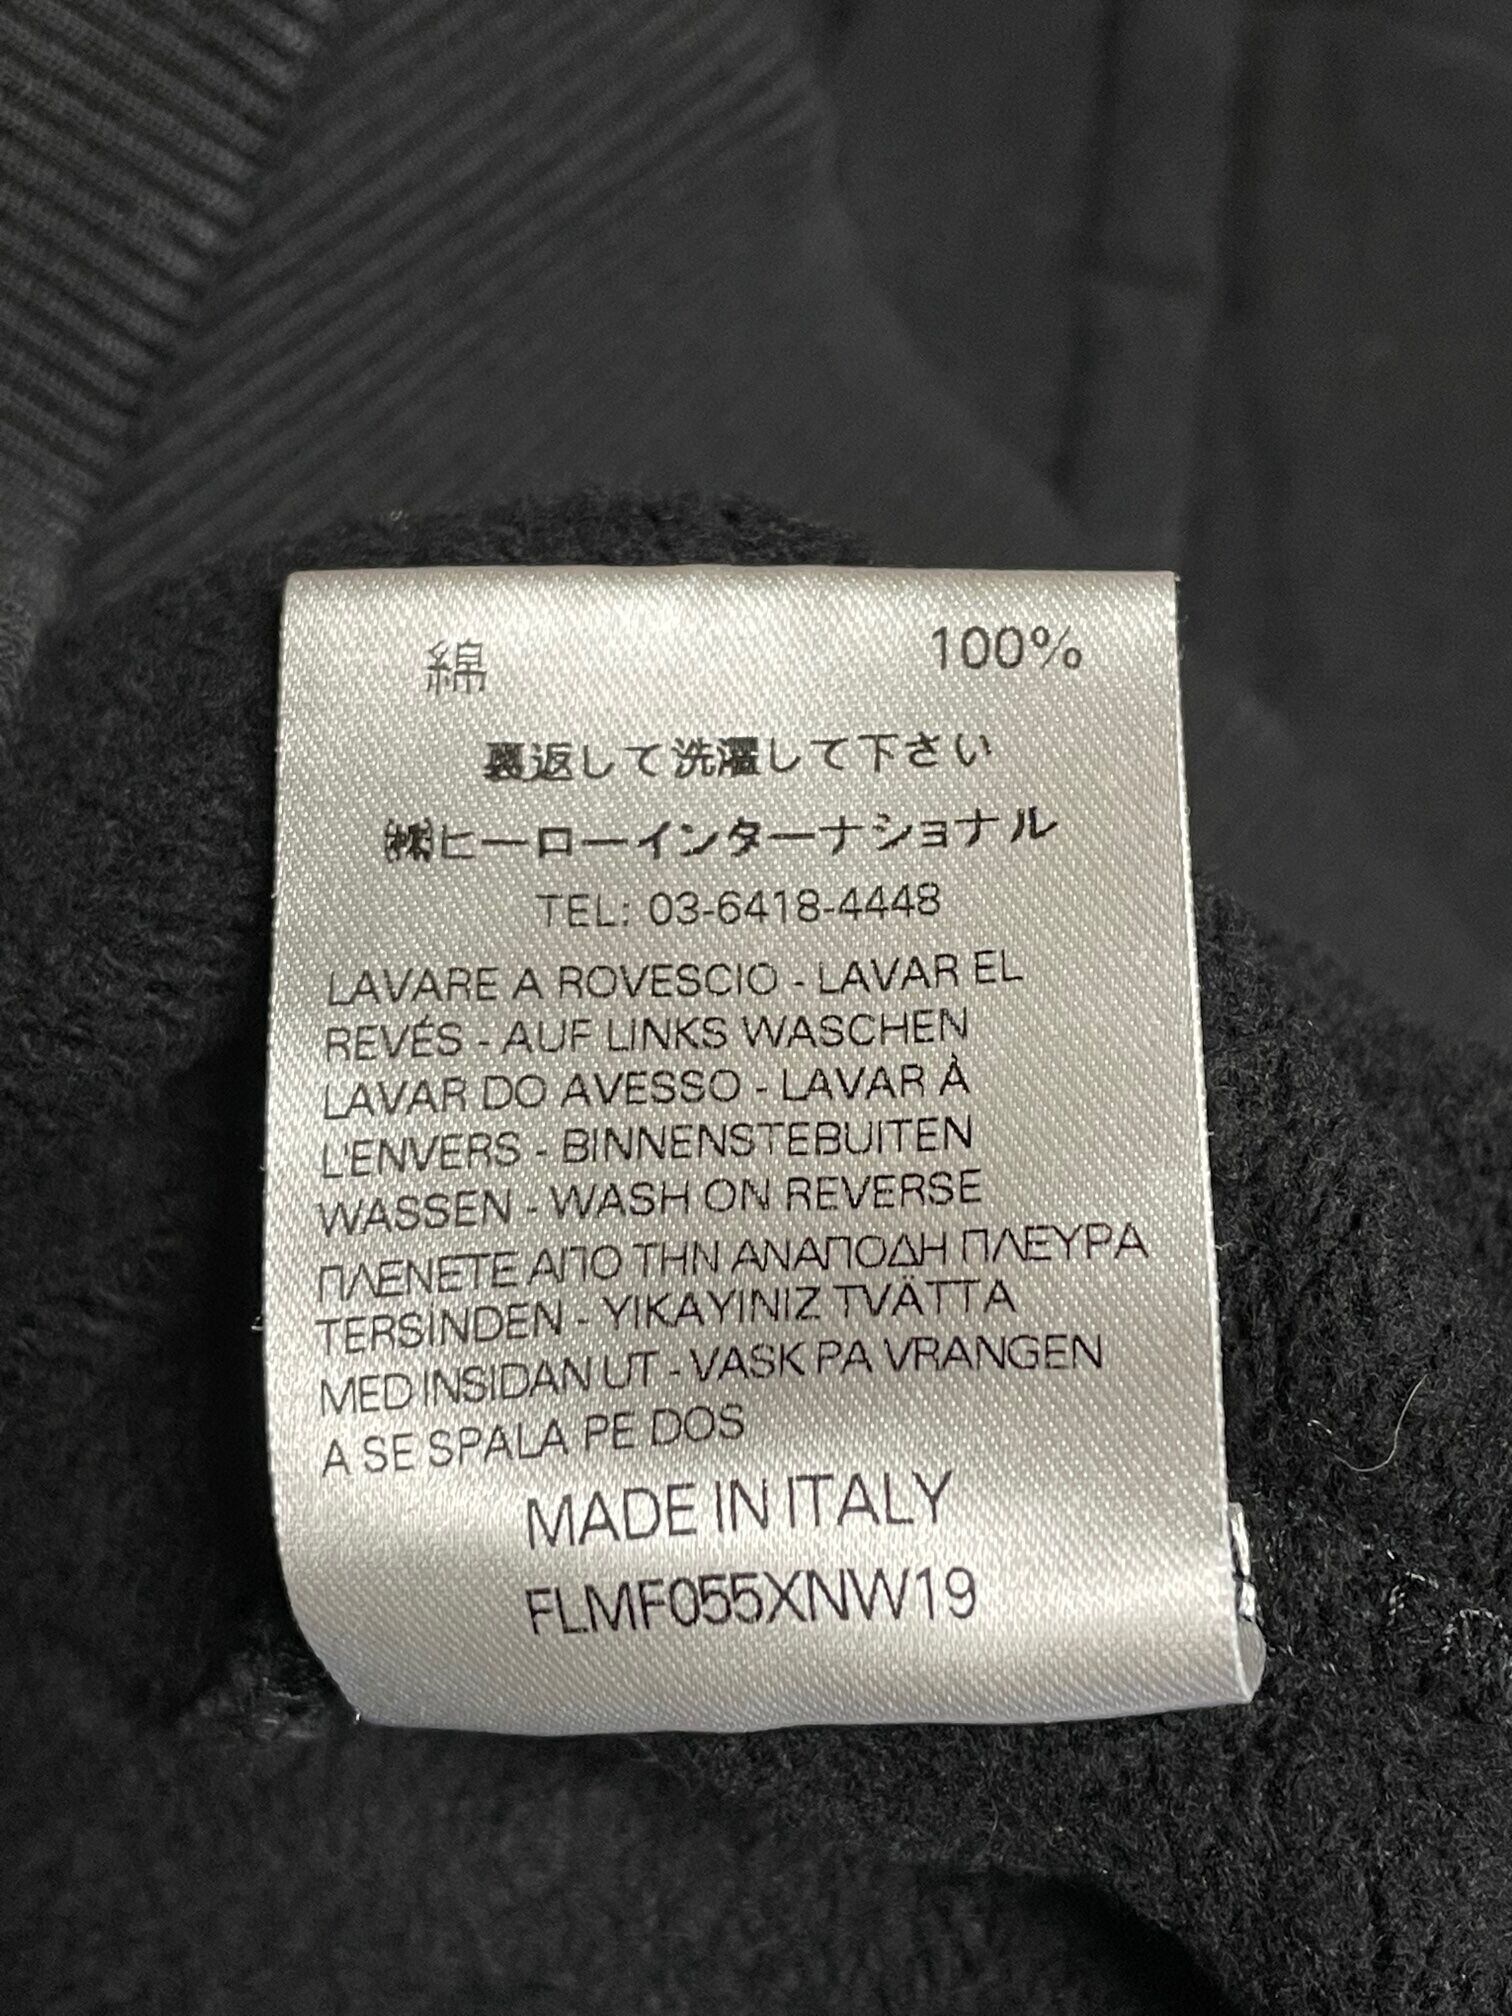 綿 100%
裏返して洗濯して下さい
㈱ヒーローインターナショナル
TEL: 03-6418-4448
LAVARE A ROVESCIO - LAVAR EL
REVÉS - AUF LINKS WASCHEN
LAVAR DO AVESSO - LAVAR À
L'ENVERS - BINNENSTEBUITEN
WASSEN - WASH ON REVERSE
ΠΛΕΝΕΤΕ ΑΠΟ ΤΗΝ ΑΝΑΠΟΔΗ ΠΛΕΥΡΑ
TERSİNDEN - YIKAYINIZ TVÄTTA
MED INSIDAN UT - VASK PA VRANGEN
A SE SPALA PE DOS
MADE IN ITALY
FLMF055XNW19